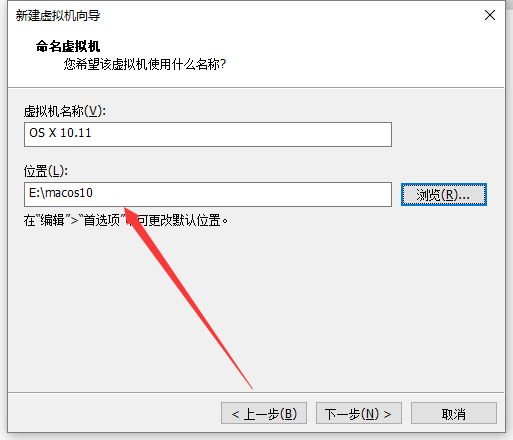 新建虚拟机向导
命名虚拟机
您希望该虚拟机使用什么名称?
虚拟机名称(V):
OS X 10.11
位置(L):
E:\macos10
浏览(R)...
在“编辑”>“首选项”可更改默认位置。
< 上一步(B)
下一步(N) >
取消